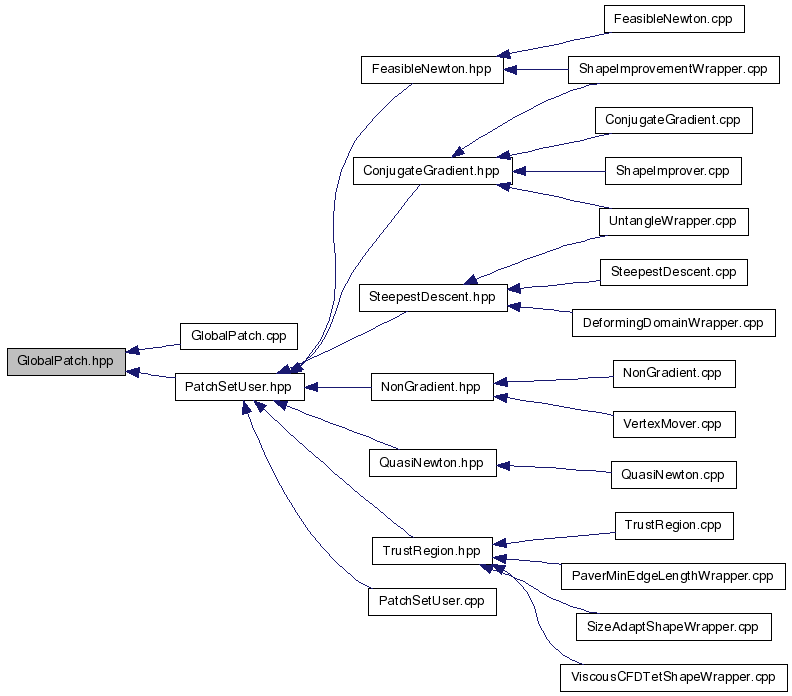 FeasibleNewton.cpp
FeasibleNewton.hpp
ShapeImprovementWrapper.cpp
ConjugateGradient.cpp
ConjugateGradient.hpp
ShapeImprover.cpp
UntangleWrapper.cpp
SteepestDescent.cpp
SteepestDescent.hpp
DeformingDomainWrapper.cpp
GlobalPatch.cpp
GlobalPatch.hpp
PatchSetUser.hpp
NonGradient.hpp
NonGradient.cpp
VertexMover.cpp
QuasiNewton.hpp
QuasiNewton.cpp
TrustRegion.cpp
TrustRegion.hpp
PaverMinEdgeLengthWrapper.cpp
PatchSetUser.cpp
SizeAdaptShapeWrapper.cpp
ViscousCFDTetShapeWrapper.cpp